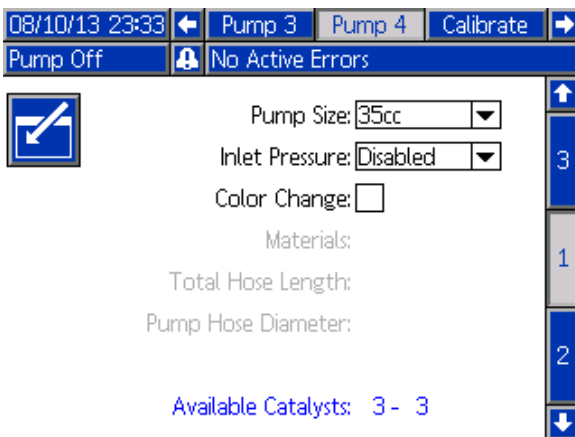 08/10/13 23:33 Pump 3 Pump 4 Calibrate
Pump Off No Active Errors
Pump Size: 35cc
Inlet Pressure: Disabled
3
Color Change:
Materials:
1
Total Hose Length:
Pump Hose Diameter:
2
Available Catalysts: 3 - 3